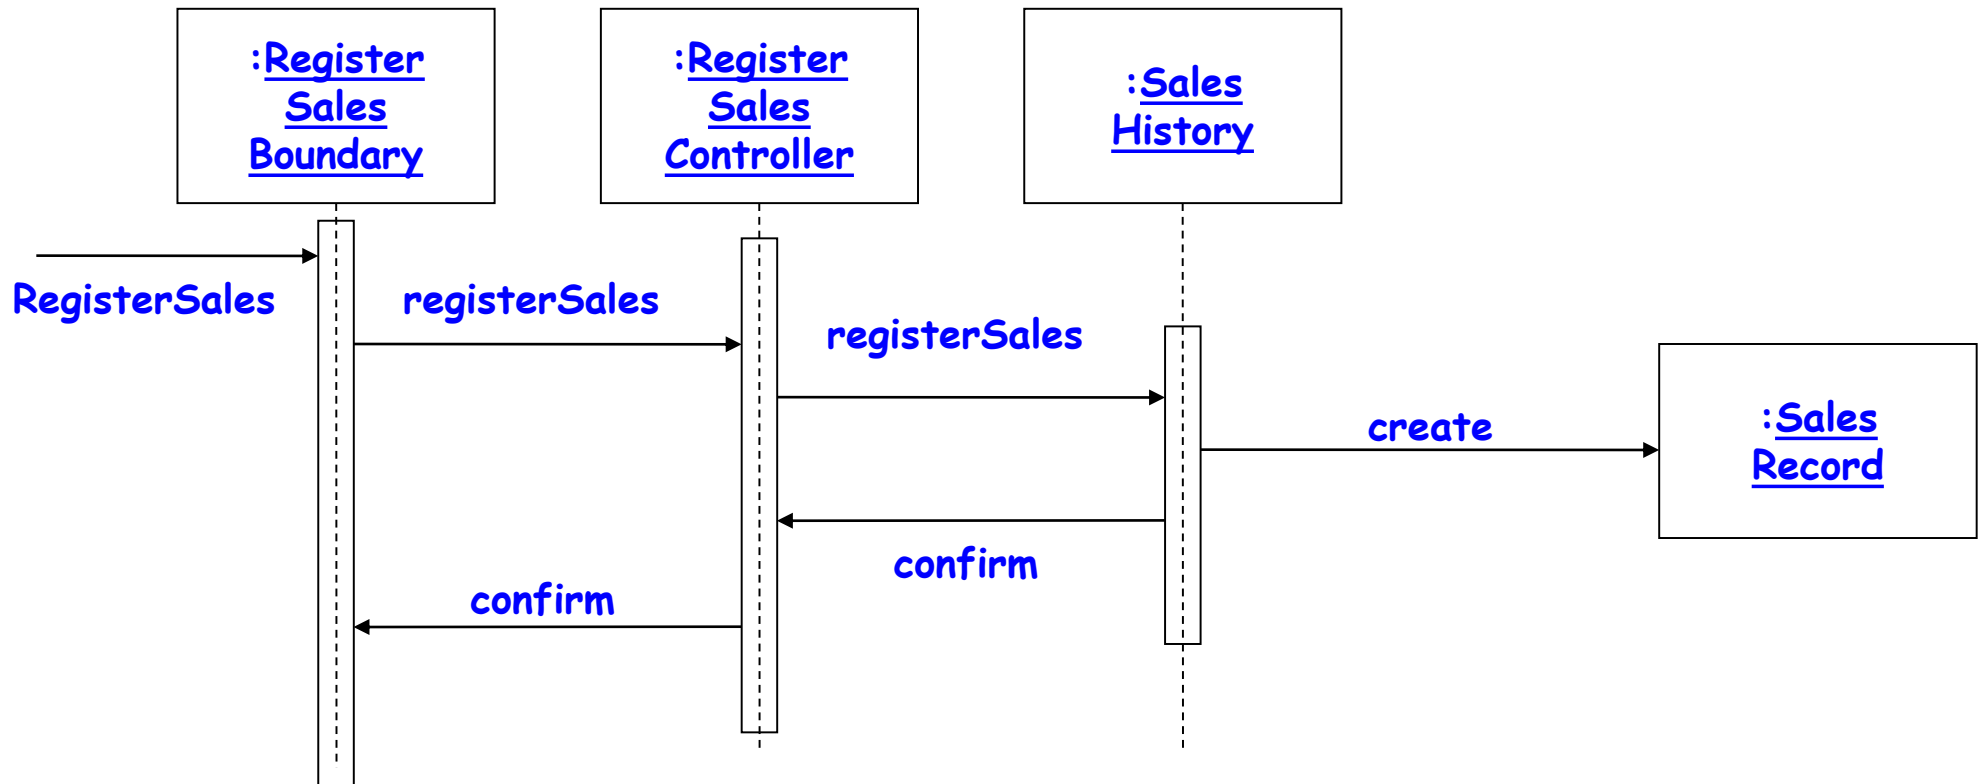 :Register
Sales
Boundary
:Register
Sales
Controller
:Sales
History
RegisterSales
registerSales
registerSales
create
:Sales
Record
confirm
confirm